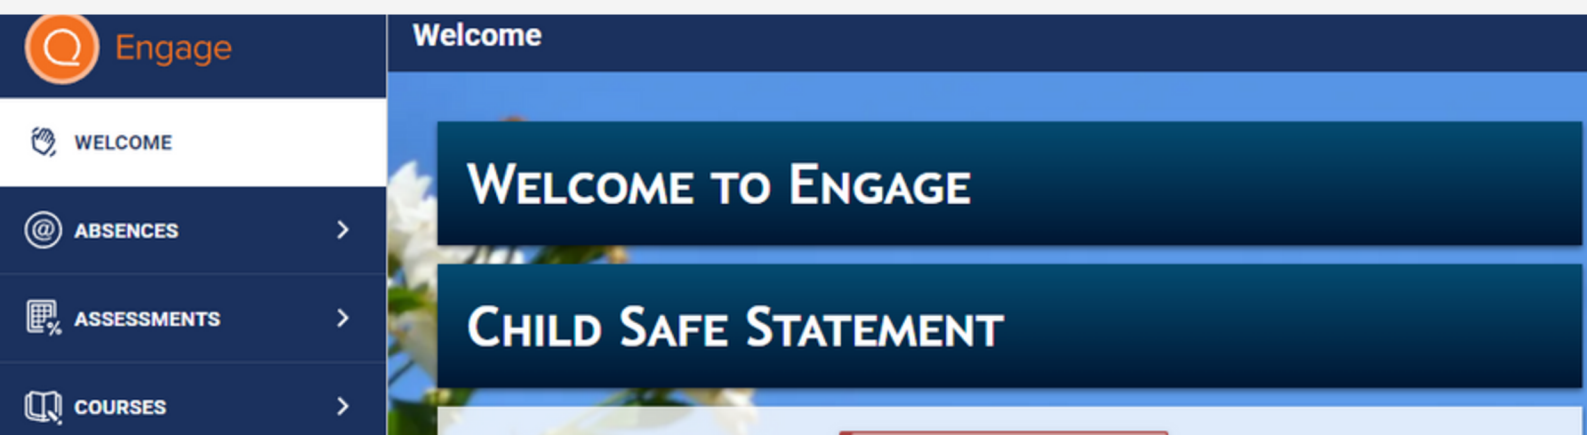 Engage
WELCOME
ABSENCES
ASSESSMENTS
COURSES
Welcome
WELCOME TO ENGAGE
CHILD SAFE STATEMENT